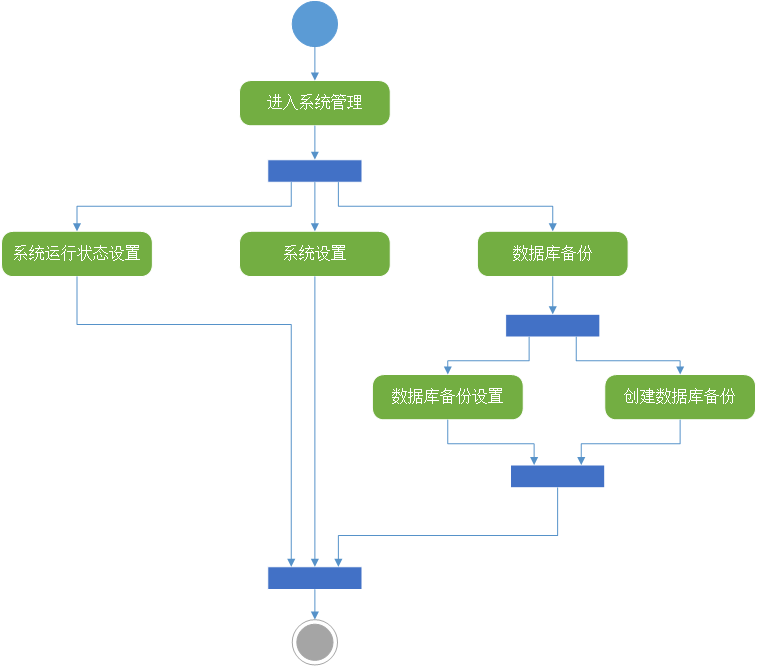 进入系统管理
系统运行状态设置
系统设置
数据库备份
数据库备份设置
创建数据库备份